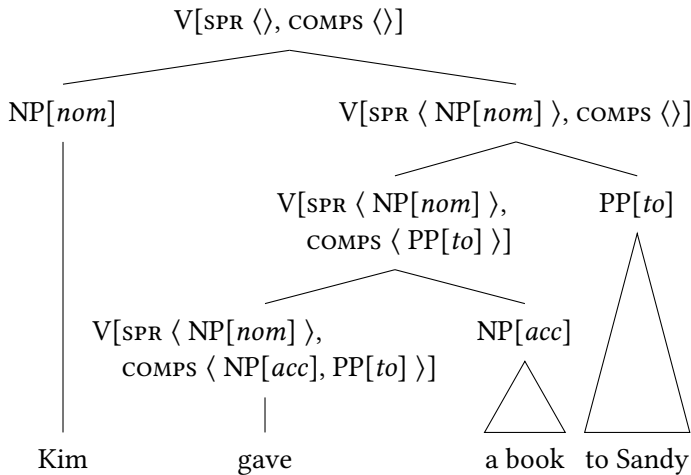 V[SPR ⟨⟩, COMPS ⟨⟩]
NP[nom] V[SPR ⟨ NP[nom] ⟩, COMPS ⟨⟩]
V[SPR ⟨ NP[nom] ⟩, PP[to]
COMPS ⟨ PP[to] ⟩]
V[SPR ⟨ NP[nom] ⟩, NP[acc]
COMPS ⟨ NP[acc], PP[to] ⟩]
Kim gave a book to Sandy